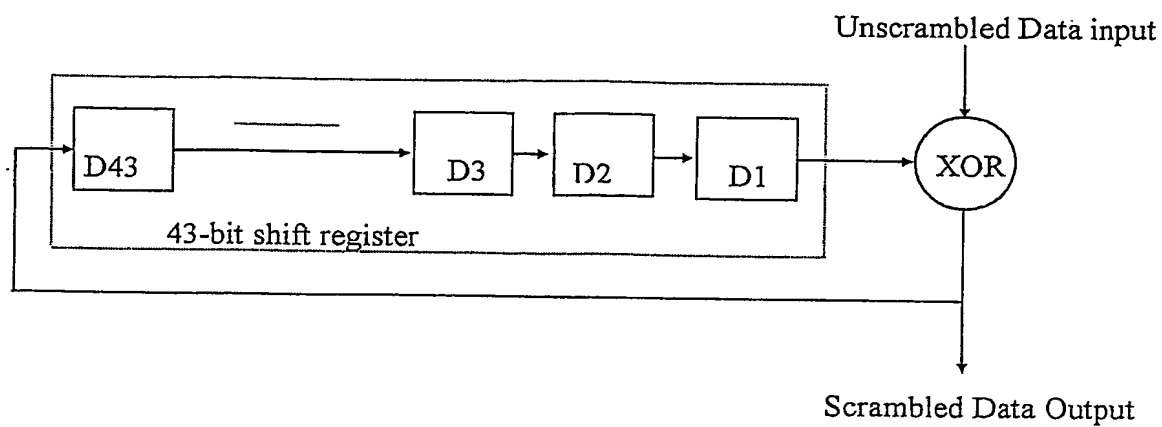 Unscrambled Data input
D43
D3
D2
D1
XOR
43-bit shift register
Scrambled Data Output